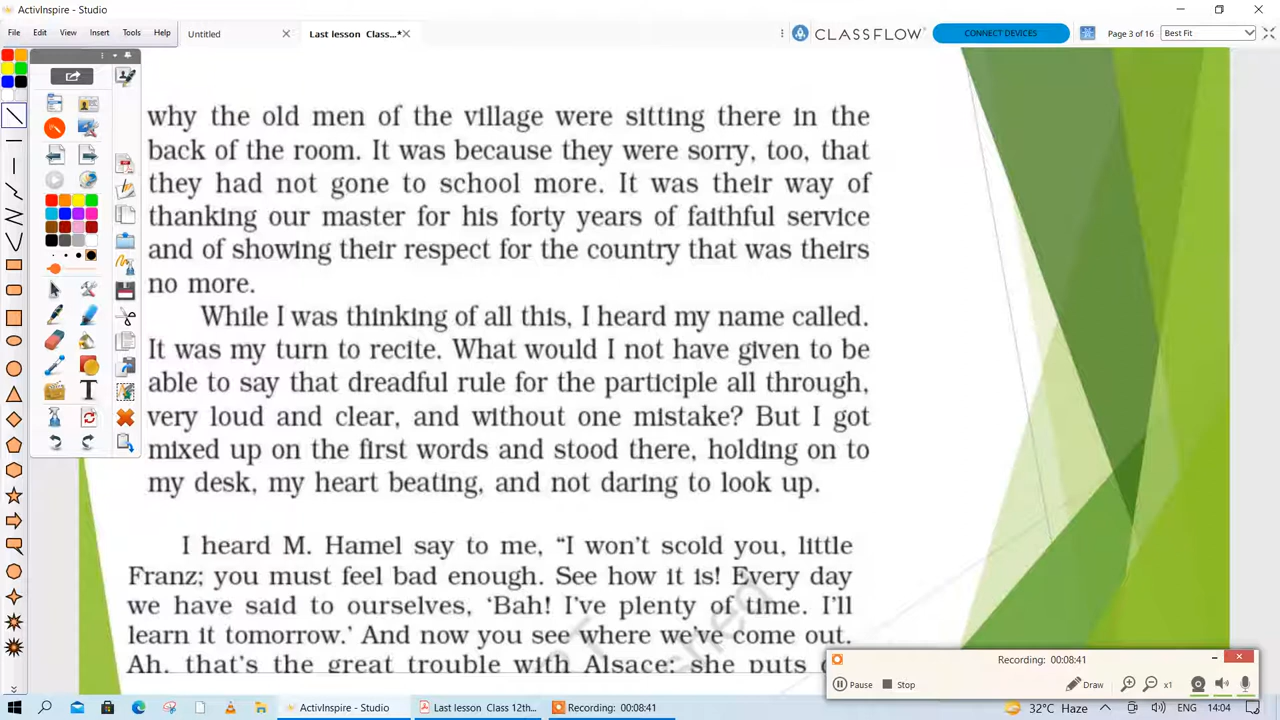 ActivInspire - Studio
File Edit View Insert Tools Help
Untitled
Last lesson Class...*
CLASSFLOW
CONNECT DEVICES
Page 3 of 16
Best Fit
why the old men of the village were sitting there in the
back of the room. It was because they were sorry, too, that
they had not gone to school more. It was their way of
thanking our master for his forty years of faithful service
and of showing their respect for the country that was theirs
no more.
While I was thinking of all this, I heard my name called.
It was my turn to recite. What would I not have given to be
able to say that dreadful rule for the participle all through,
very loud and clear, and without one mistake? But I got
mixed up on the first words and stood there, holding on to
my desk, my heart beating, and not daring to look up.
I heard M. Hamel say to me, “I won’t scold you, little
Franz; you must feel bad enough. See how it is! Every day
we have said to ourselves, ‘Bah! I’ve plenty of time. I’ll
learn it tomorrow.’ And now you see where we’ve come out.
Ah, that’s the great trouble with Alsace; she puts
Recording: 00:08:41
Pause Stop
Draw
x1
ActivInspire - Studio
Last lesson Class 12th...
Recording: 00:08:41
32°C Haze
ENG
14:04